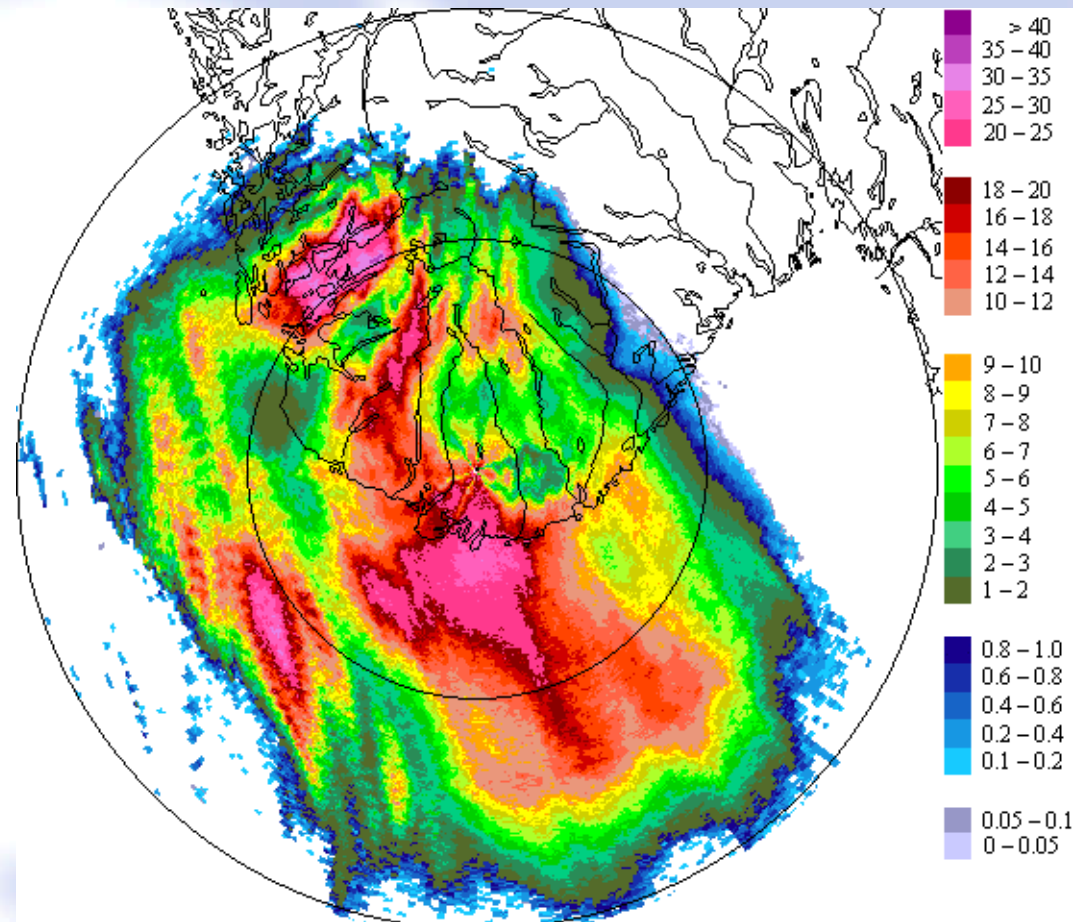 > 40
35 – 40
30 – 35
25 – 30
20 – 25
18 – 20
16 – 18
14 – 16
12 – 14
10 – 12
9 – 10
8 – 9
7 – 8
6 – 7
5 – 6
4 – 5
3 – 4
2 – 3
1 – 2
0.8 – 1.0
0.6 – 0.8
0.4 – 0.6
0.2 – 0.4
0.1 – 0.2
0.05 – 0.1
0 – 0.05